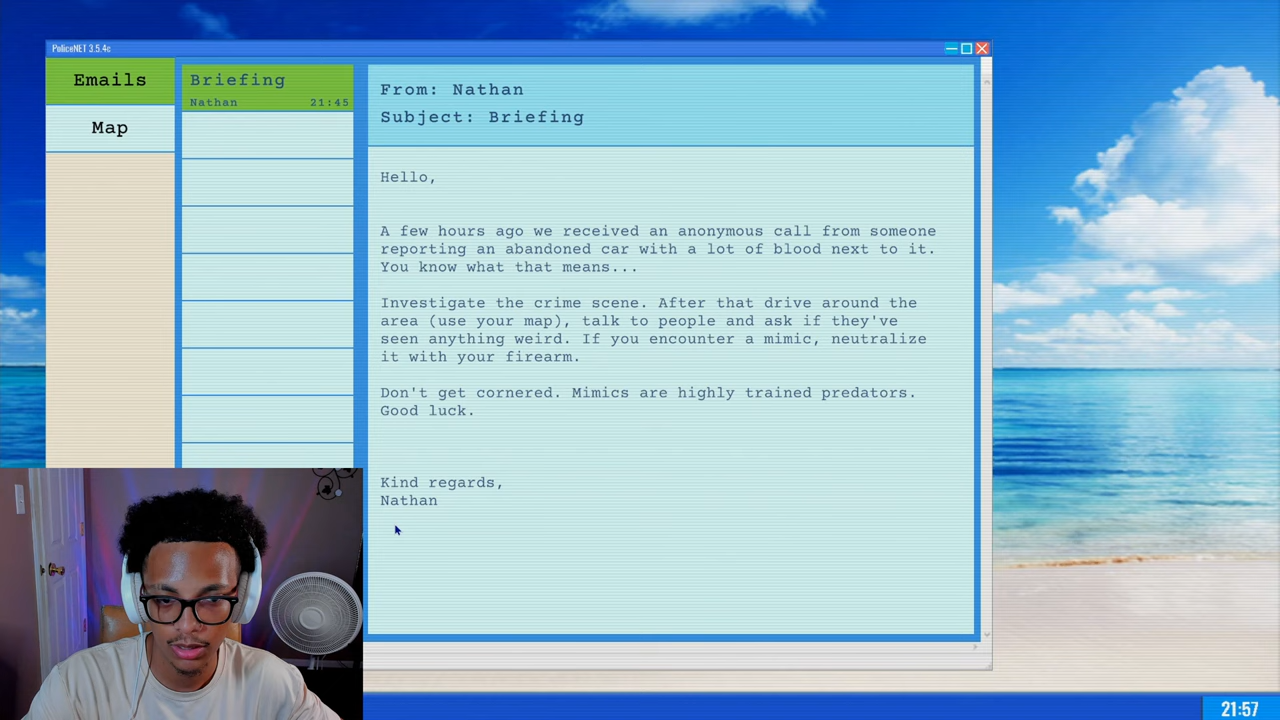 PoliceNET 3.5.4c
Emails
Map
Briefing
Nathan 21:45
From: Nathan
Subject: Briefing
Hello,
A few hours ago we received an anonymous call from someone
reporting an abandoned car with a lot of blood next to it.
You know what that means...
Investigate the crime scene. After that drive around the
area (use your map), talk to people and ask if they've
seen anything weird. If you encounter a mimic, neutralize
it with your firearm.
Don't get cornered. Mimics are highly trained predators.
Good luck.
Kind regards,
Nathan
21:57